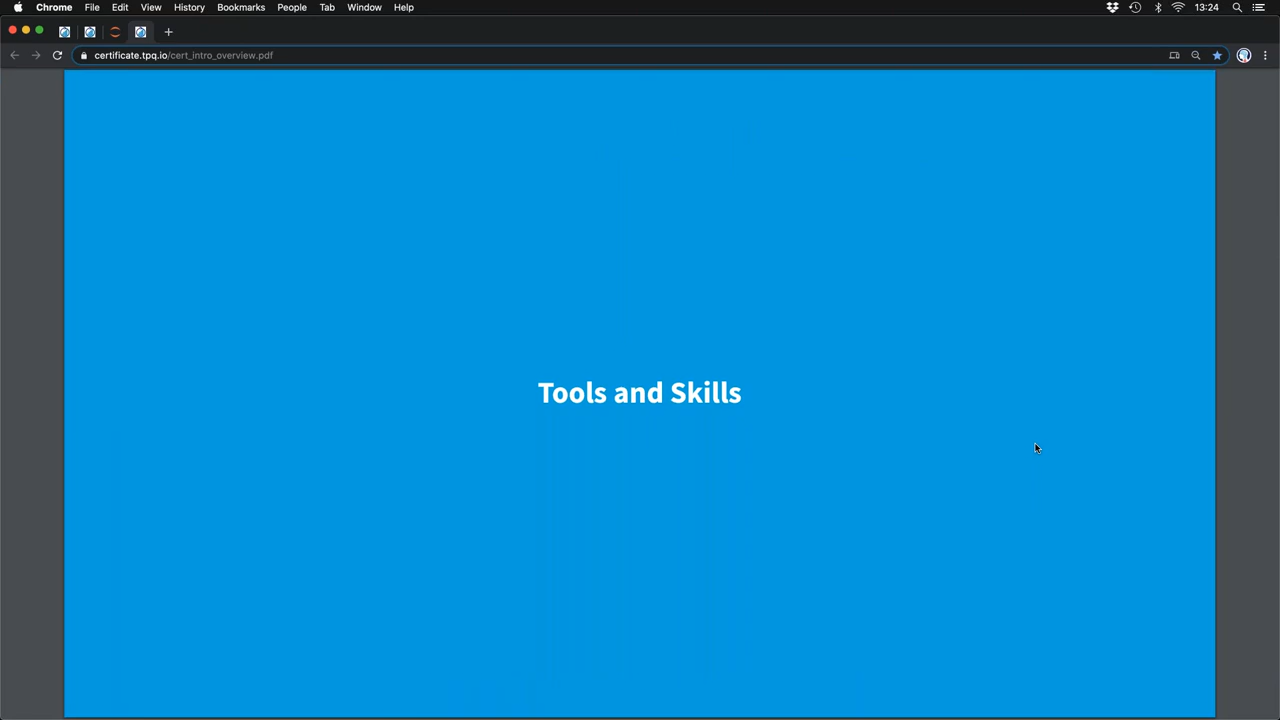 Chrome File Edit View History Bookmarks People Tab Window Help 13:24
certificate.tpq.io/cert_intro_overview.pdf
Tools and Skills